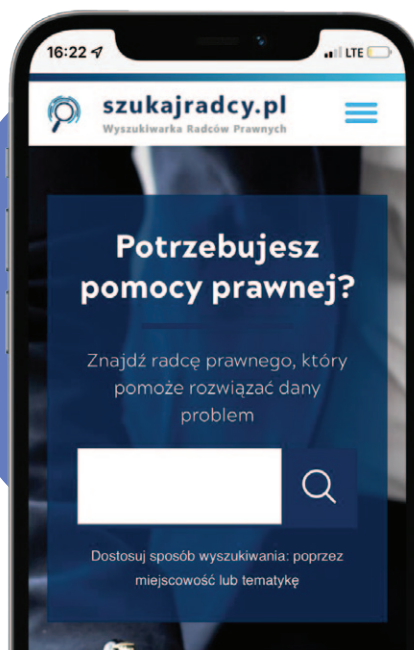 16:22
LTE
szukajradcy.pl
Wyszukiwarka Radców Prawnych
Potrzebujesz
pomocy prawnej?
Znajdź radcę prawnego, który
pomoże rozwiązać dany
problem
Dostosuj sposób wyszukiwania: poprzez
miejscowość lub tematykę